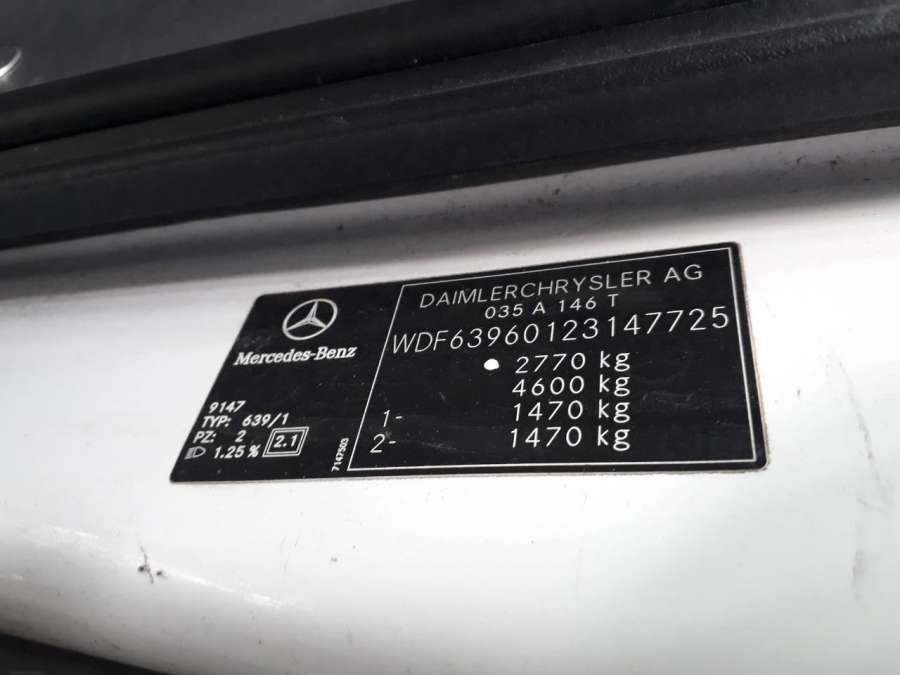 Mercedes-Benz
9147
TYP: 639/1
PZ: 2
1.25 % 2.1
7147503
DAIMLERCHRYSLER AG
035 A 146 T
WDF63960123147725
2770 kg
4600 kg
1- 1470 kg
2- 1470 kg